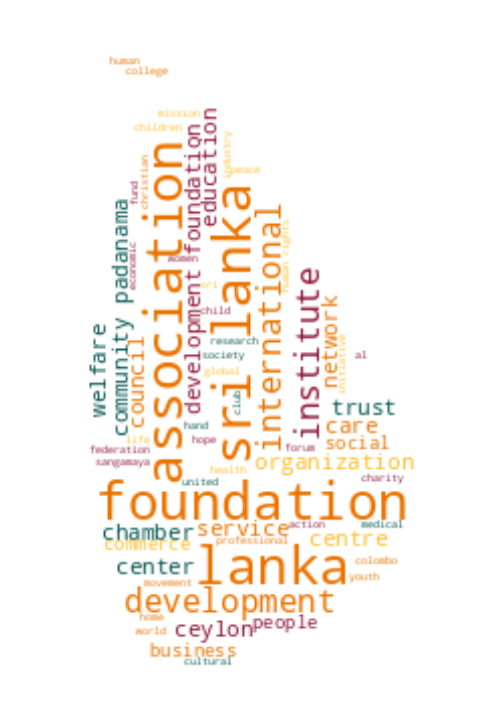 human
college
mission
children
industry
peace
christian
fund
association
development foundation
education
sri lanka
international
human rights
padanama
economic
women
sri
child
institute
network
initiative
welfare
community
council
research
society
al
global
club
trust
hand
care
life
hope
forum
social
federation
sangamaya
organization
health
united
charity
foundation
chamber
service
action
medical
commerce
professional
centre
center
lanka
colombo
movement
youth
development
home
world
ceylon
people
business
cultural